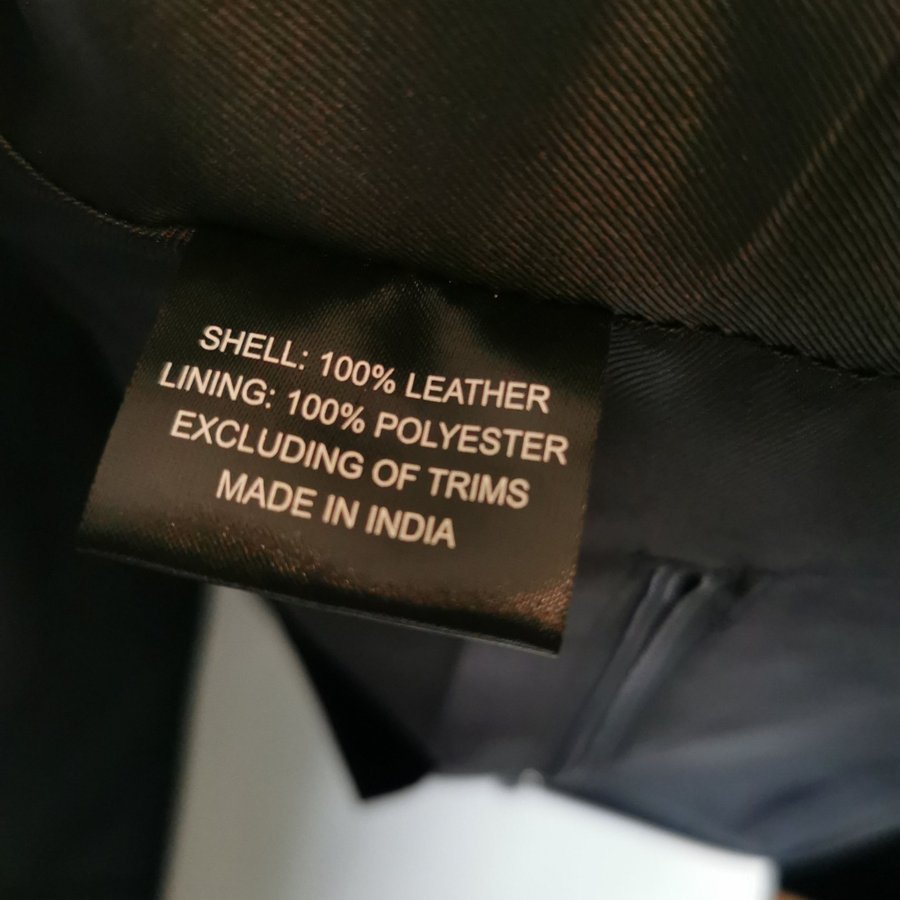 SHELL: 100% LEATHER
LINING: 100% POLYESTER
EXCLUDING OF TRIMS
MADE IN INDIA